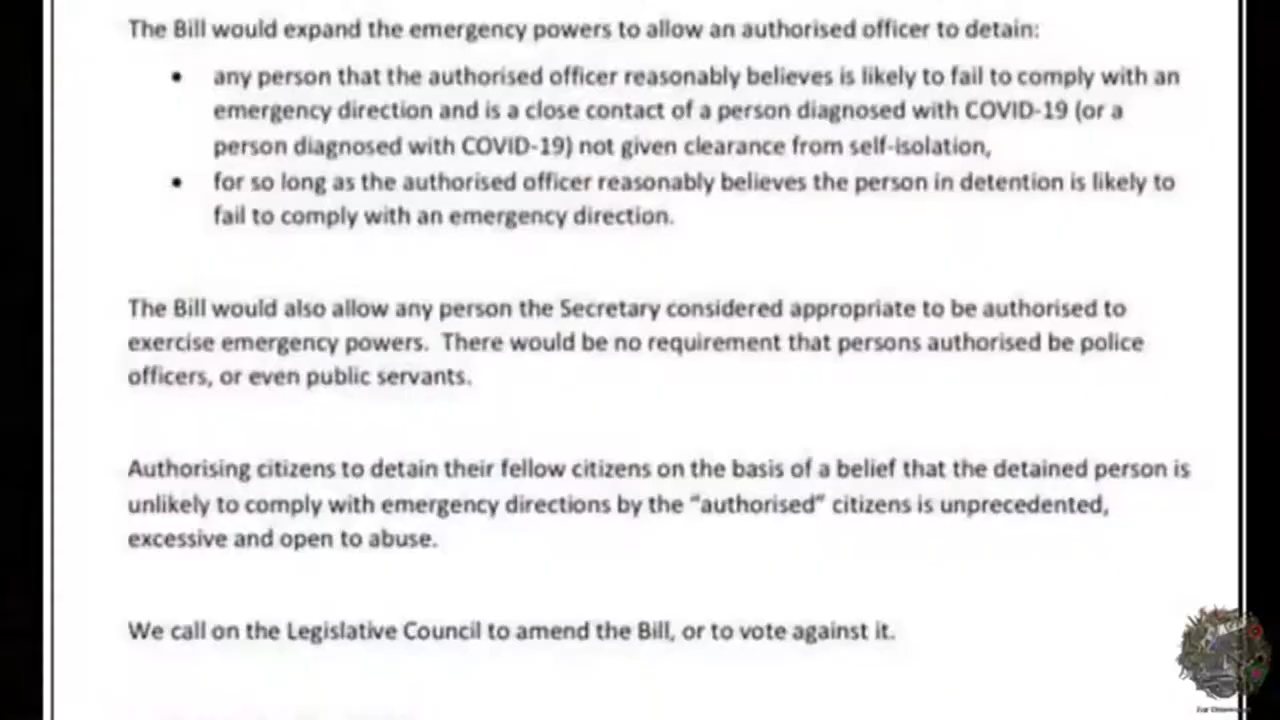 The Bill would expand the emergency powers to allow an authorised officer to detain:
• any person that the authorised officer reasonably believes is likely to fail to comply with an
emergency direction and is a close contact of a person diagnosed with COVID-19 (or a
person diagnosed with COVID-19) not given clearance from self-isolation,
• for so long as the authorised officer reasonably believes the person in detention is likely to
fail to comply with an emergency direction.
The Bill would also allow any person the Secretary considered appropriate to be authorised to
exercise emergency powers.  There would be no requirement that persons authorised be police
officers, or even public servants.
Authorising citizens to detain their fellow citizens on the basis of a belief that the detained person is
unlikely to comply with emergency directions by the “authorised” citizens is unprecedented,
excessive and open to abuse.
We call on the Legislative Council to amend the Bill, or to vote against it.